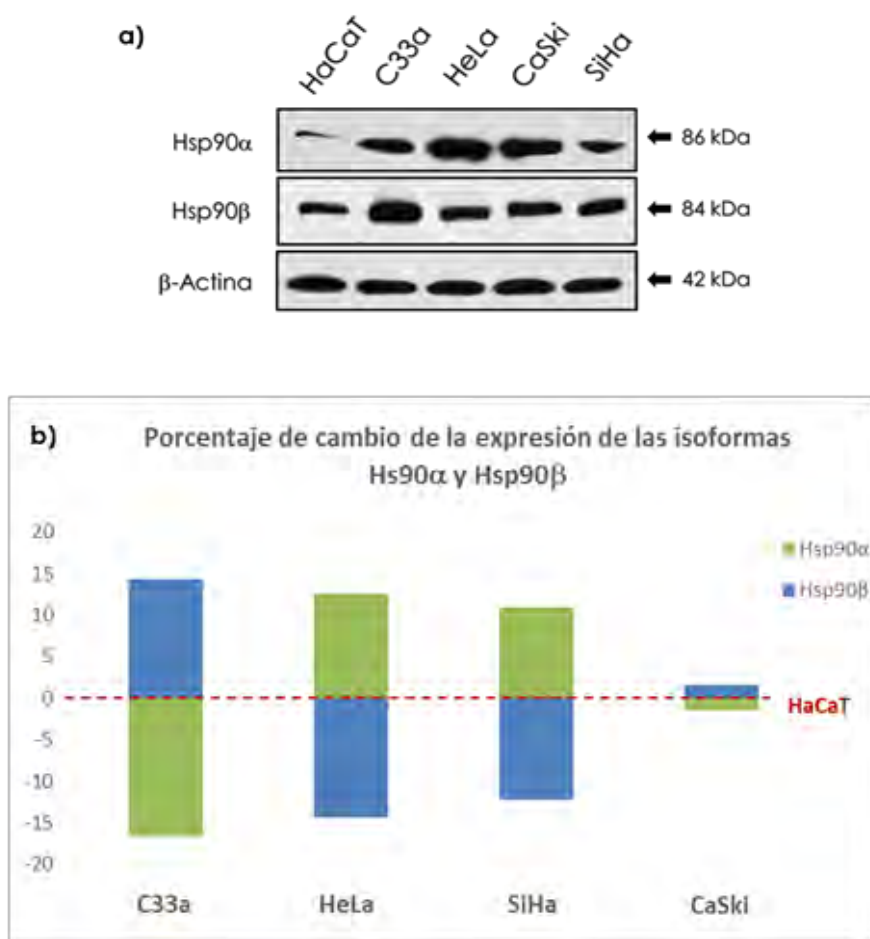 a)
HaCaT C33a HeLa CaSki SiHa
Hsp90α 86 kDa
Hsp90β 84 kDa
β-Actina 42 kDa
b) Porcentaje de cambio de la expresión de las isoformas
Hs90α y Hsp90β
20
15
10
5
0
-5
-10
-15
-20
Hsp90α
Hsp90β
HaCaT
C33a HeLa SiHa CaSki